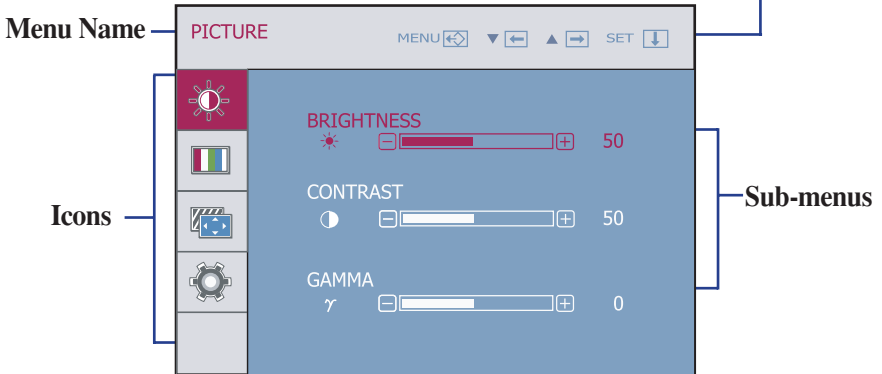 Menu Name
PICTURE
MENU ▼ ▲ SET
Icons
BRIGHTNESS
50
CONTRAST
50
GAMMA
γ 0
Sub-menus